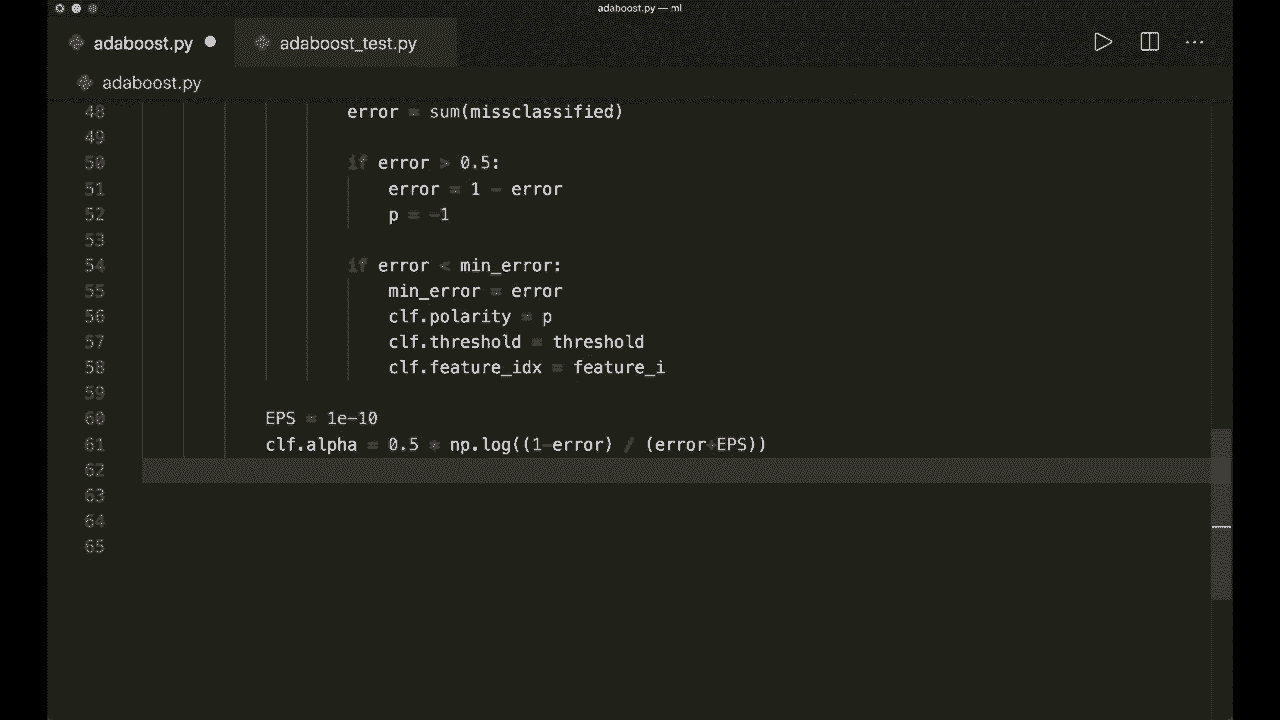 adaboost.py — ml
adaboost.py adaboost_test.py
adaboost.py
48 error = sum(missclassified)
49
50 if error > 0.5:
51 error = 1 - error
52 p = -1
53
54 if error < min_error:
55 min_error = error
56 clf.polarity = p
57 clf.threshold = threshold
58 clf.feature_idx = feature_i
59
60 EPS = 1e-10
61 clf.alpha = 0.5 * np.log((1-error) / (error+EPS))
62
63
64
65